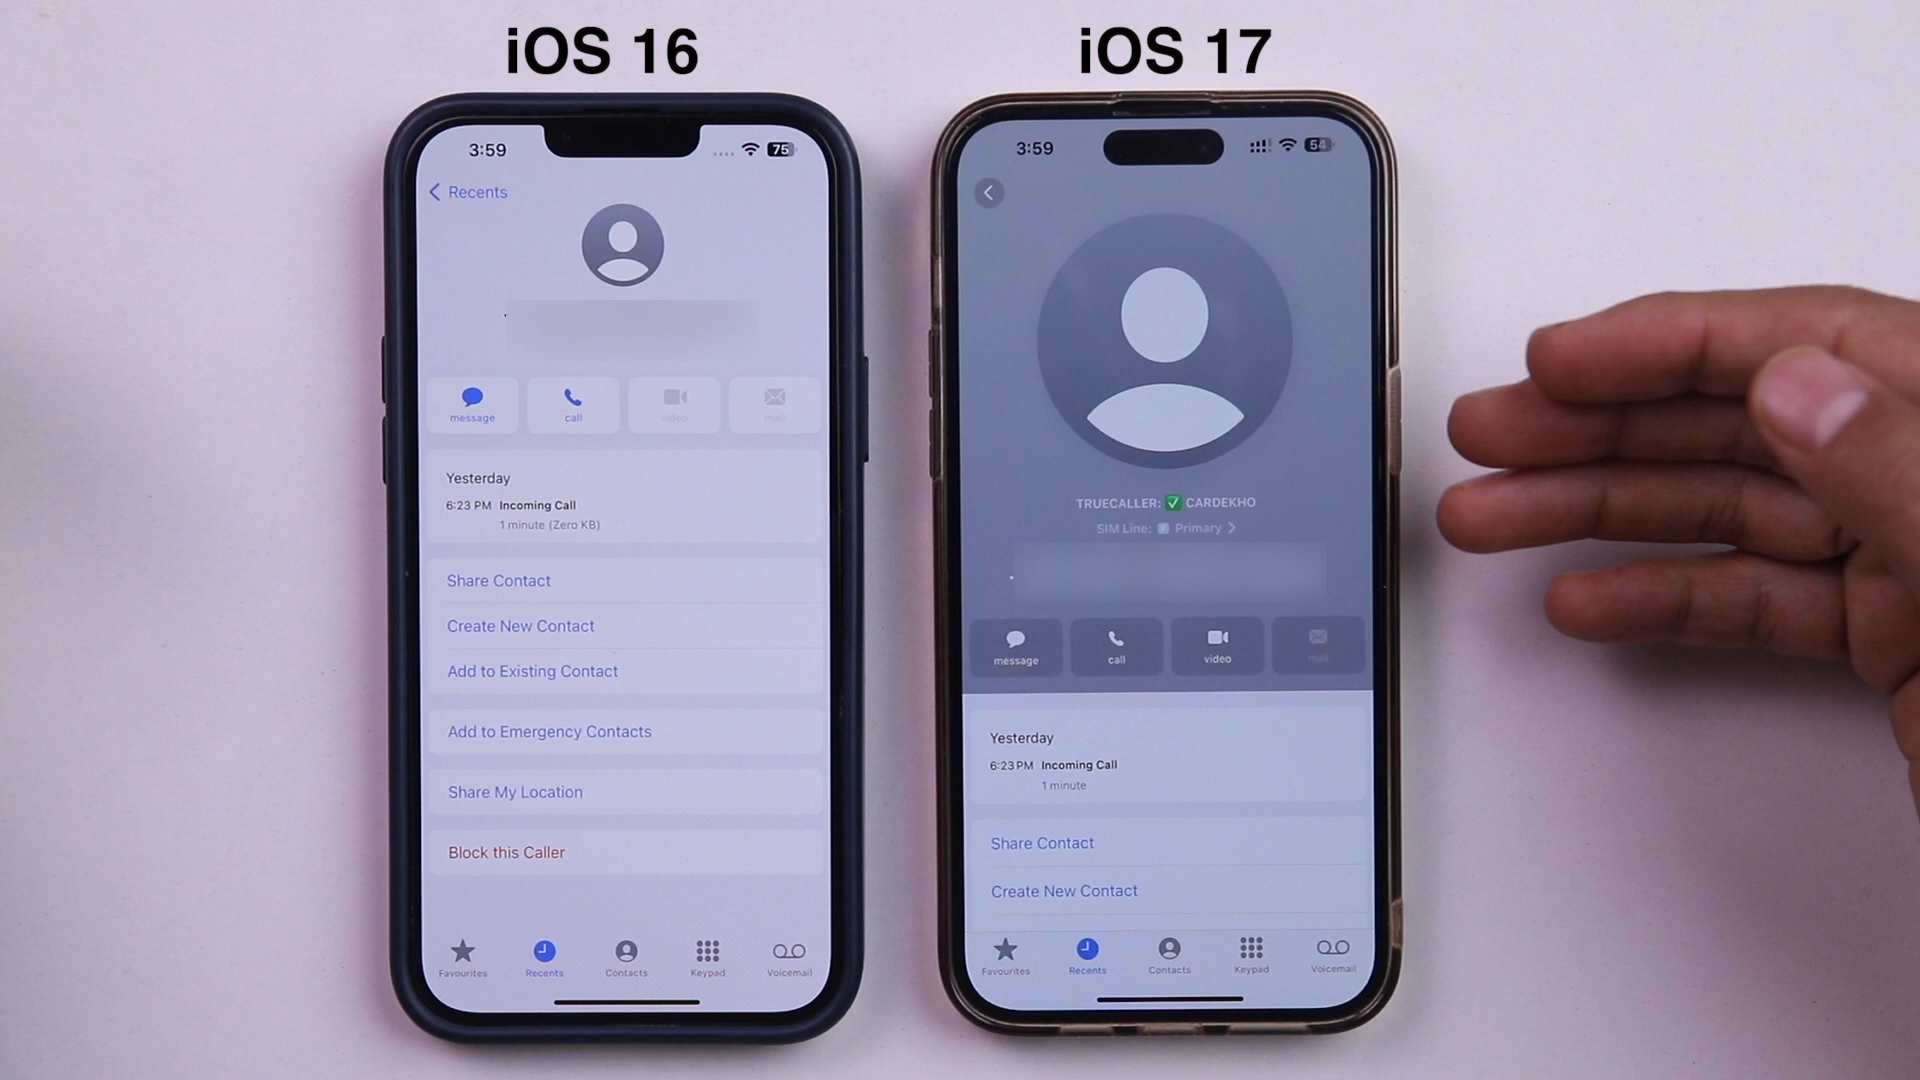 iOS 16
3:59
75
Recents
message
call
video
mail
Yesterday
6:23 PM Incoming Call
1 minute (Zero KB)
Share Contact
Create New Contact
Add to Existing Contact
Add to Emergency Contacts
Share My Location
Block this Caller
Favourites
Recents
Contacts
Keypad
Voicemail
iOS 17
3:59
54
TRUECALLER: ✅ CARDEKHO
SIM Line: P Primary
message
call
video
mail
Yesterday
6:23 PM Incoming Call
1 minute
Share Contact
Create New Contact
Favourites
Recents
Contacts
Keypad
Voicemail